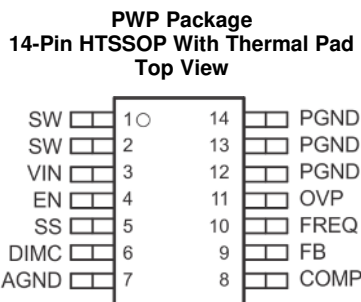 PWP Package
14-Pin HTSSOP With Thermal Pad
Top View
SW 1 14 PGND
SW 2 13 PGND
VIN 3 12 PGND
EN 4 11 OVP
SS 5 10 FREQ
DIMC 6 9 FB
AGND 7 8 COMP